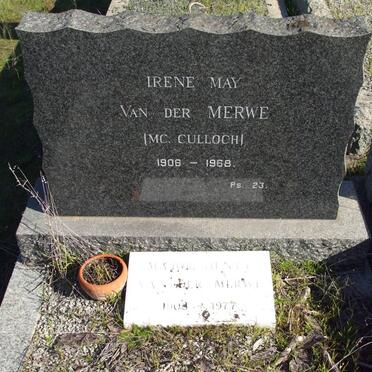 IRENE MAY
VAN DER MERWE
(MC. CULLOCH)
1906 - 1968.
Ps. 23.
VAN DER MERWE